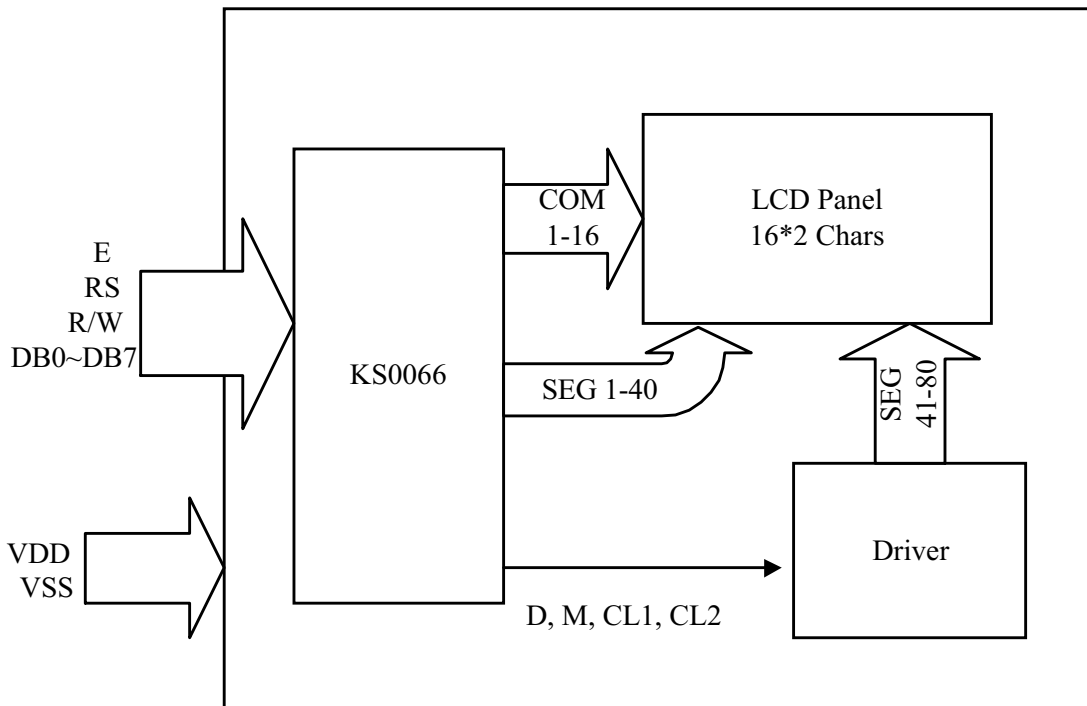 E
RS
R/W
DB0~DB7
VDD
VSS
KS0066
COM
1-16
SEG 1-40
D, M, CL1, CL2
LCD Panel
16*2 Chars
SEG
41-80
Driver